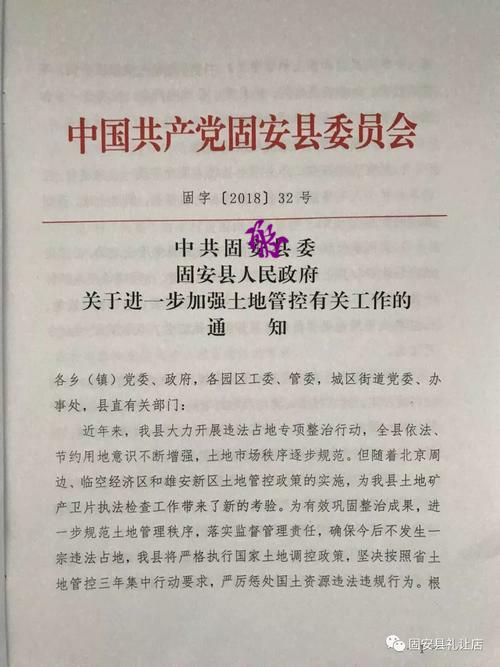 中国共产党固安县委员会
固字〔2018〕32号
中共固安县委
固安县人民政府
关于进一步加强土地管控有关工作的
通 知
各乡（镇）党委、政府，各园区工委、管委，城区街道党委、办
事处，县直有关部门：
近年来，我县大力开展违法占地专项整治行动，全县依法、
节约用地意识不断增强，土地市场秩序逐步规范。但随着北京周
边、临空经济区和雄安新区土地管控政策的实施，为我县土地矿
产卫片执法检查工作带来了新的考验。为有效巩固整治成果，进
一步规范土地管理秩序，落实监督管理责任，确保今后不发生一
宗违法占地，我县将严格执行国家土地调控政策，坚决按照省土
地管控三年集中行动要求，严厉惩处国土资源违法违规行为。根
1
固安县礼让店